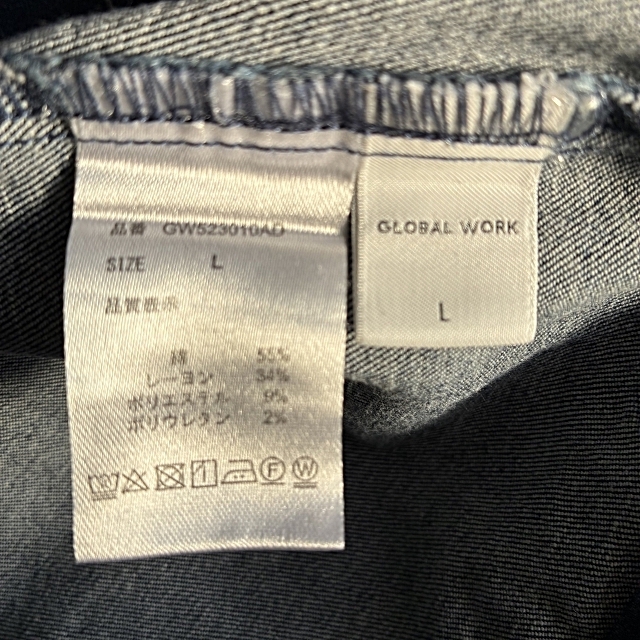 品番 GW523010AD
SIZE L
品質表示
綿 55%
レーヨン 34%
ポリエステル 9%
ポリウレタン 2%
GLOBAL WORK
L